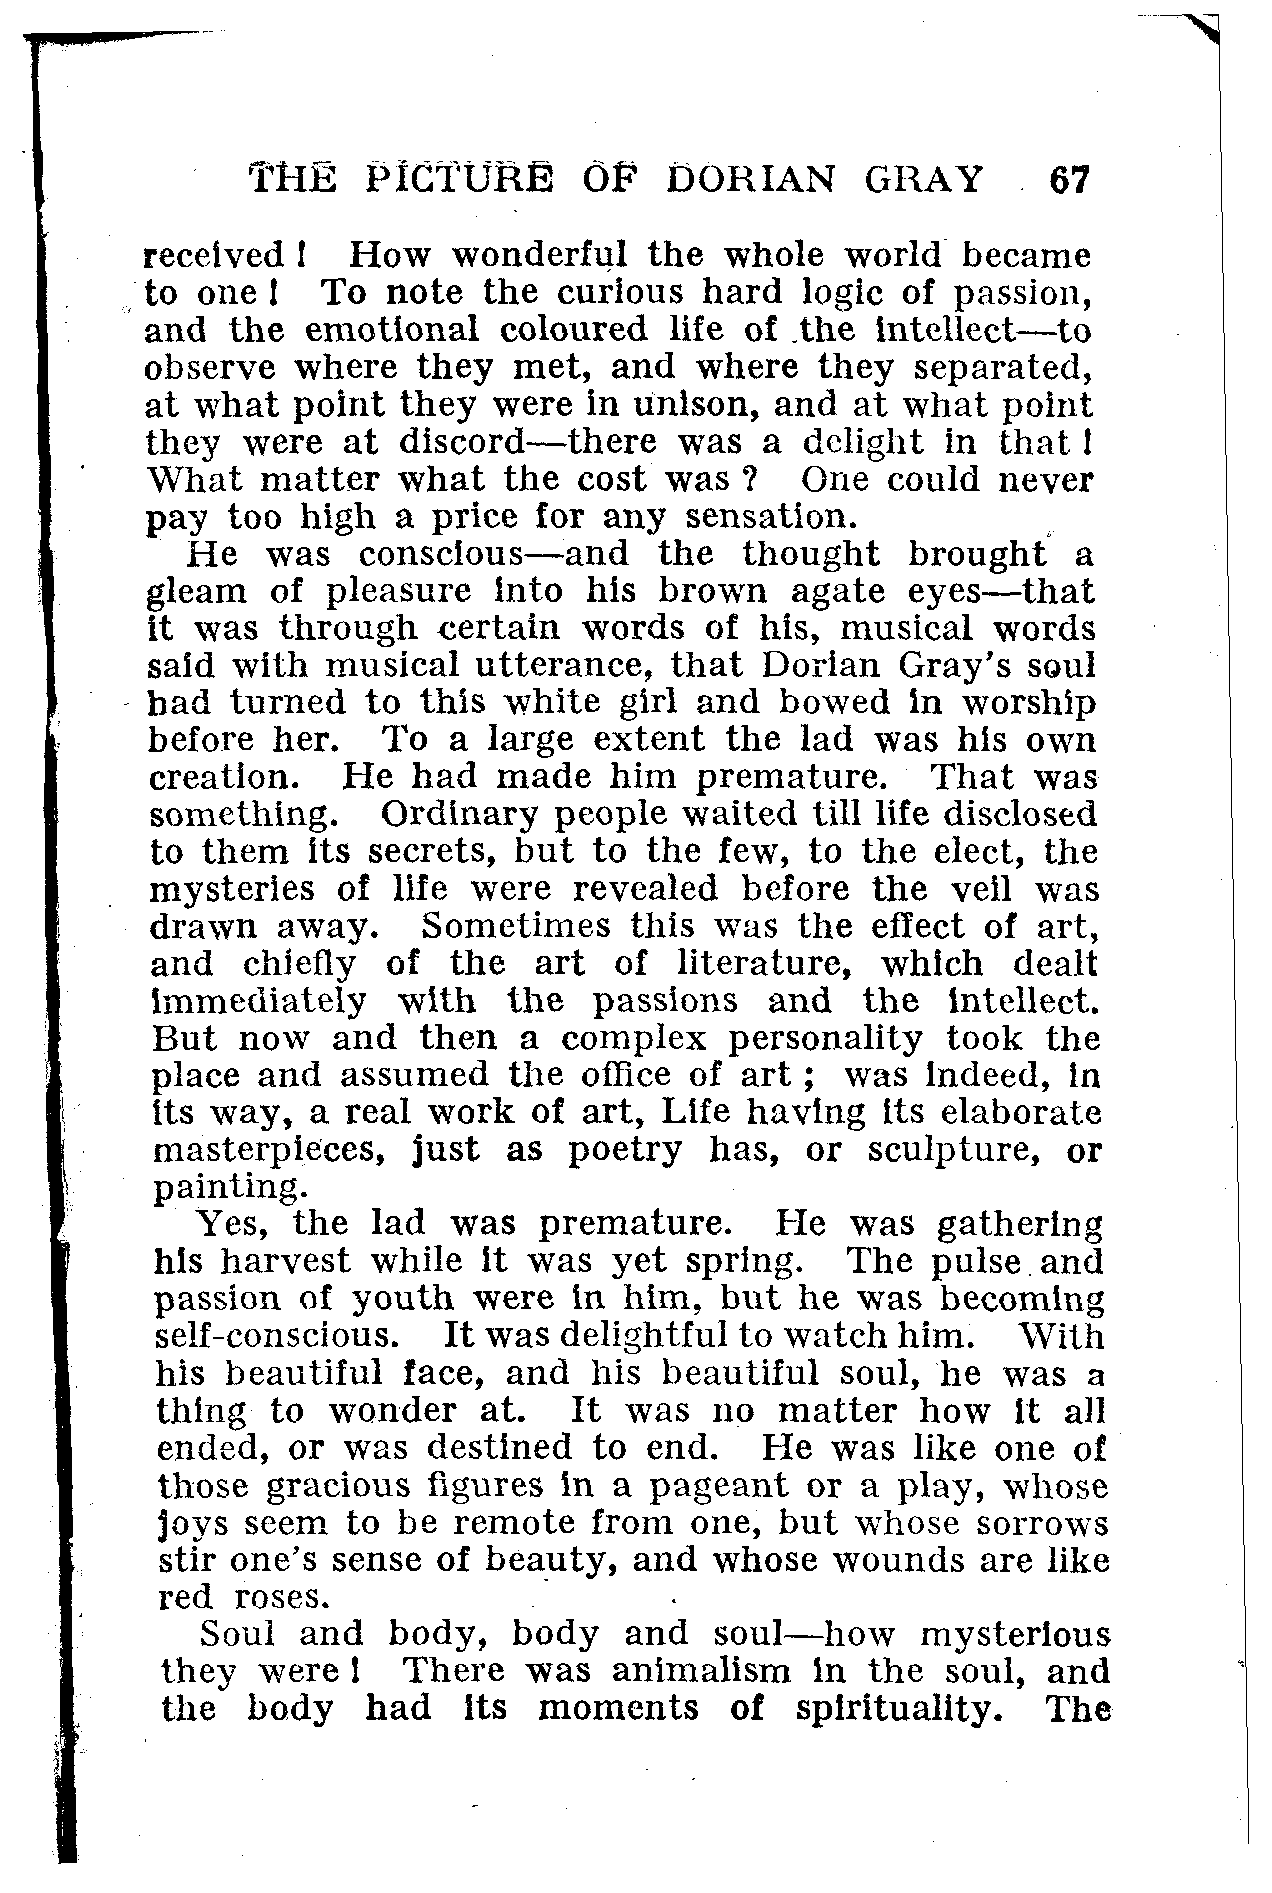 THE PICTURE OF DORIAN GRAY 67
received! How wonderful the whole world became
to one! To note the curious hard logic of passion,
and the emotional coloured life of the intellect—to
observe where they met, and where they separated,
at what point they were in unison, and at what point
they were at discord—there was a delight in that!
What matter what the cost was? One could never
pay too high a price for any sensation.
He was conscious—and the thought brought a
gleam of pleasure into his brown agate eyes—that
it was through certain words of his, musical words
said with musical utterance, that Dorian Gray's soul
had turned to this white girl and bowed in worship
before her. To a large extent the lad was his own
creation. He had made him premature. That was
something. Ordinary people waited till life disclosed
to them its secrets, but to the few, to the elect, the
mysteries of life were revealed before the veil was
drawn away. Sometimes this was the effect of art,
and chiefly of the art of literature, which dealt
immediately with the passions and the intellect.
But now and then a complex personality took the
place and assumed the office of art; was indeed, in
its way, a real work of art, Life having its elaborate
masterpieces, just as poetry has, or sculpture, or
painting.
Yes, the lad was premature. He was gathering
his harvest while it was yet spring. The pulse and
passion of youth were in him, but he was becoming
self-conscious. It was delightful to watch him. With
his beautiful face, and his beautiful soul, he was a
thing to wonder at. It was no matter how it all
ended, or was destined to end. He was like one of
those gracious figures in a pageant or a play, whose
joys seem to be remote from one, but whose sorrows
stir one's sense of beauty, and whose wounds are like
red roses.
Soul and body, body and soul—how mysterious
they were! There was animalism in the soul, and
the body had its moments of spirituality. The